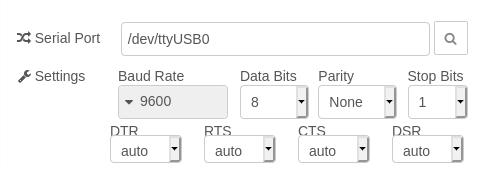 Serial Port /dev/ttyUSB0
Settings Baud Rate Data Bits Parity Stop Bits
9600 8 None 1
DTR RTS CTS DSR
auto auto auto auto